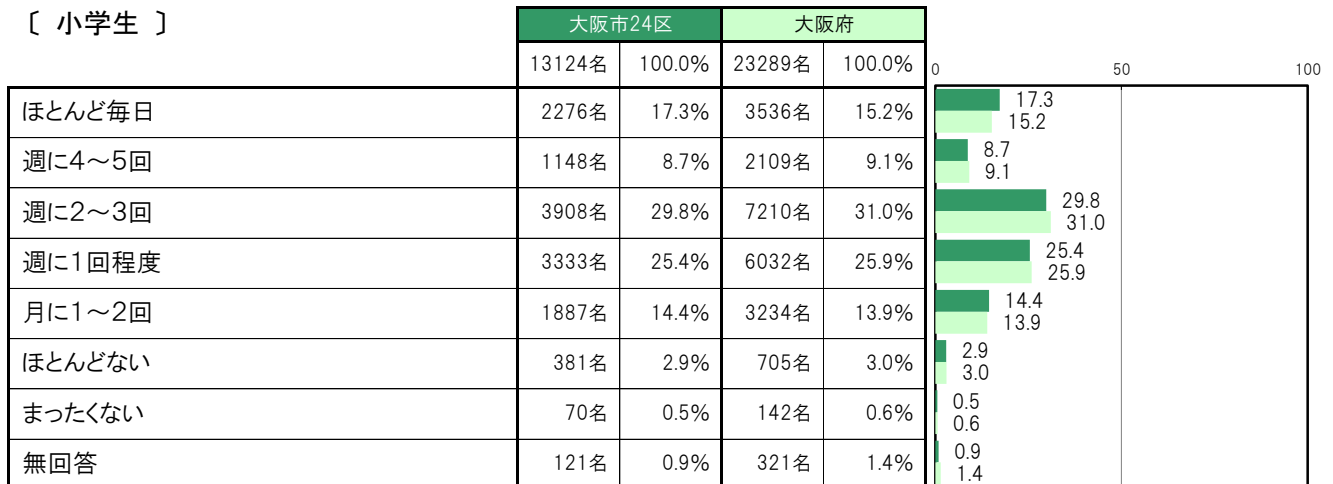 〔 小学生 〕
大阪市24区 大阪府
13124名 100.0% 23289名 100.0%
0 50 100
ほとんど毎日 2276名 17.3% 3536名 15.2% 17.3
15.2
週に4～5回 1148名 8.7% 2109名 9.1% 8.7
9.1
週に2～3回 3908名 29.8% 7210名 31.0% 29.8
31.0
週に1回程度 3333名 25.4% 6032名 25.9% 25.4
25.9
月に1～2回 1887名 14.4% 3234名 13.9% 14.4
13.9
ほとんどない 381名 2.9% 705名 3.0% 2.9
3.0
まったくない 70名 0.5% 142名 0.6% 0.5
0.6
無回答 121名 0.9% 321名 1.4% 0.9
1.4